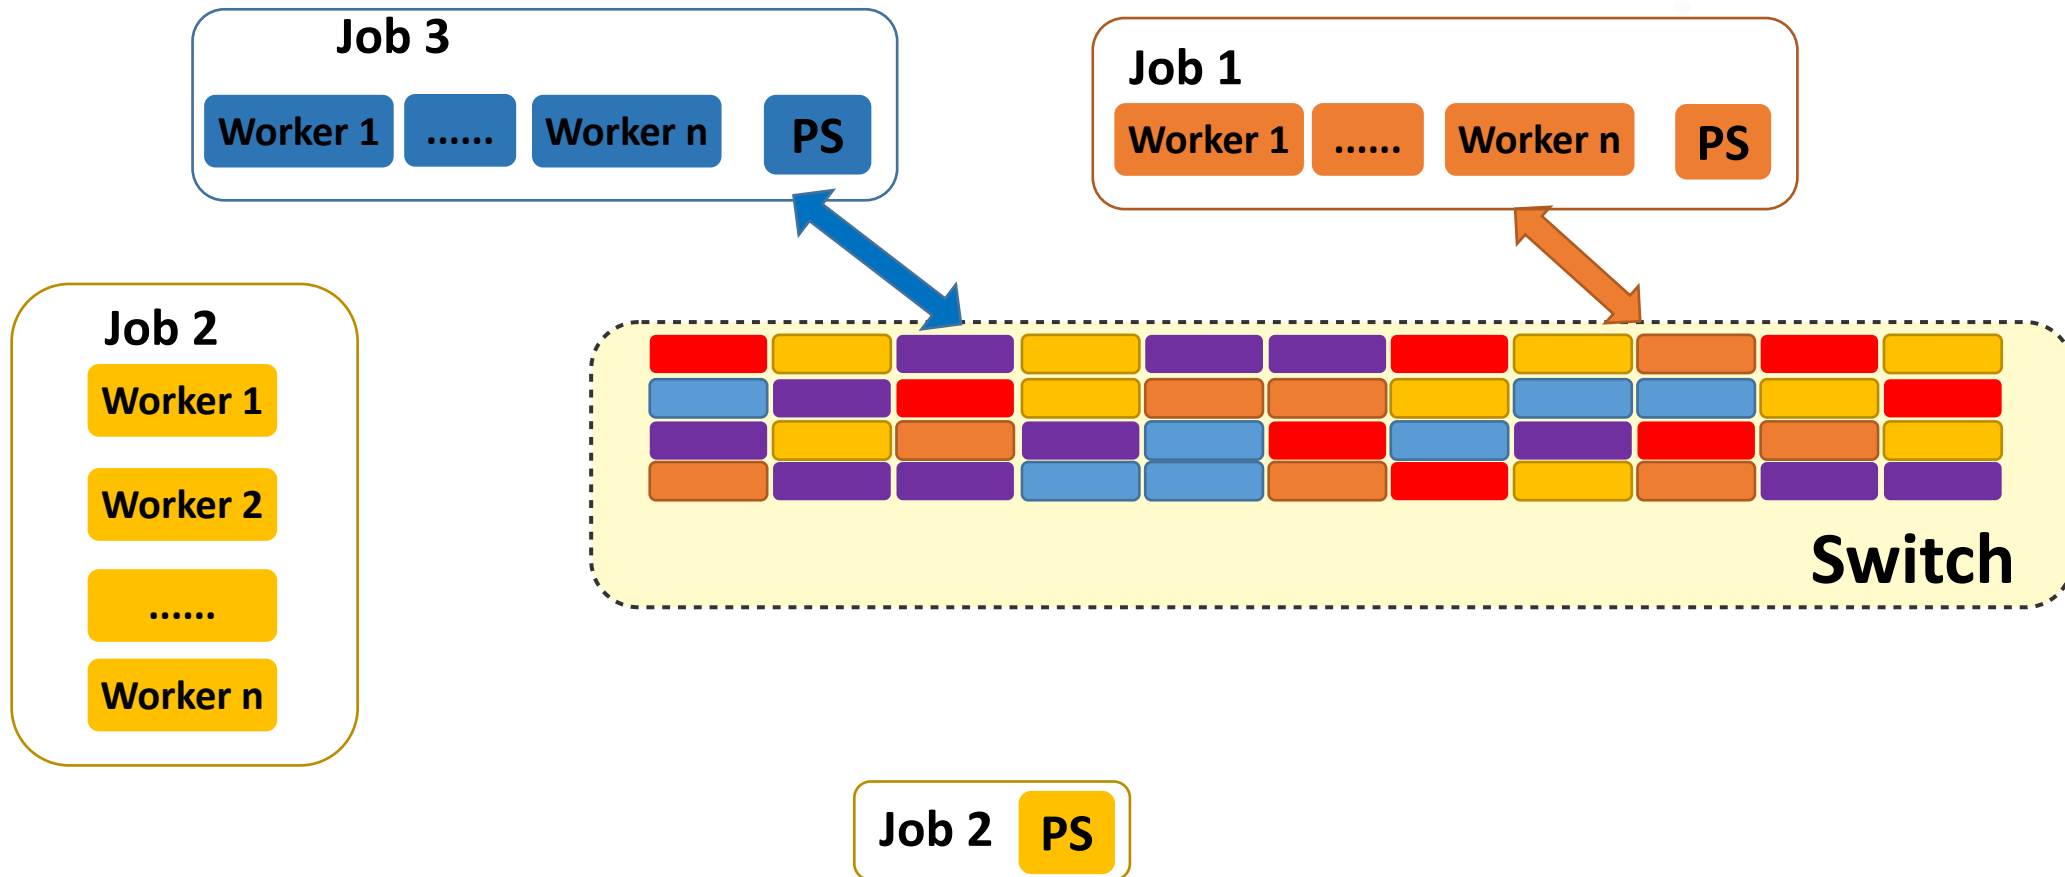 Job 3
Worker 1 ...... Worker n PS
Job 1
Worker 1 ...... Worker n PS
Job 2
Worker 1
Worker 2
......
Worker n
Switch
Job 2 PS